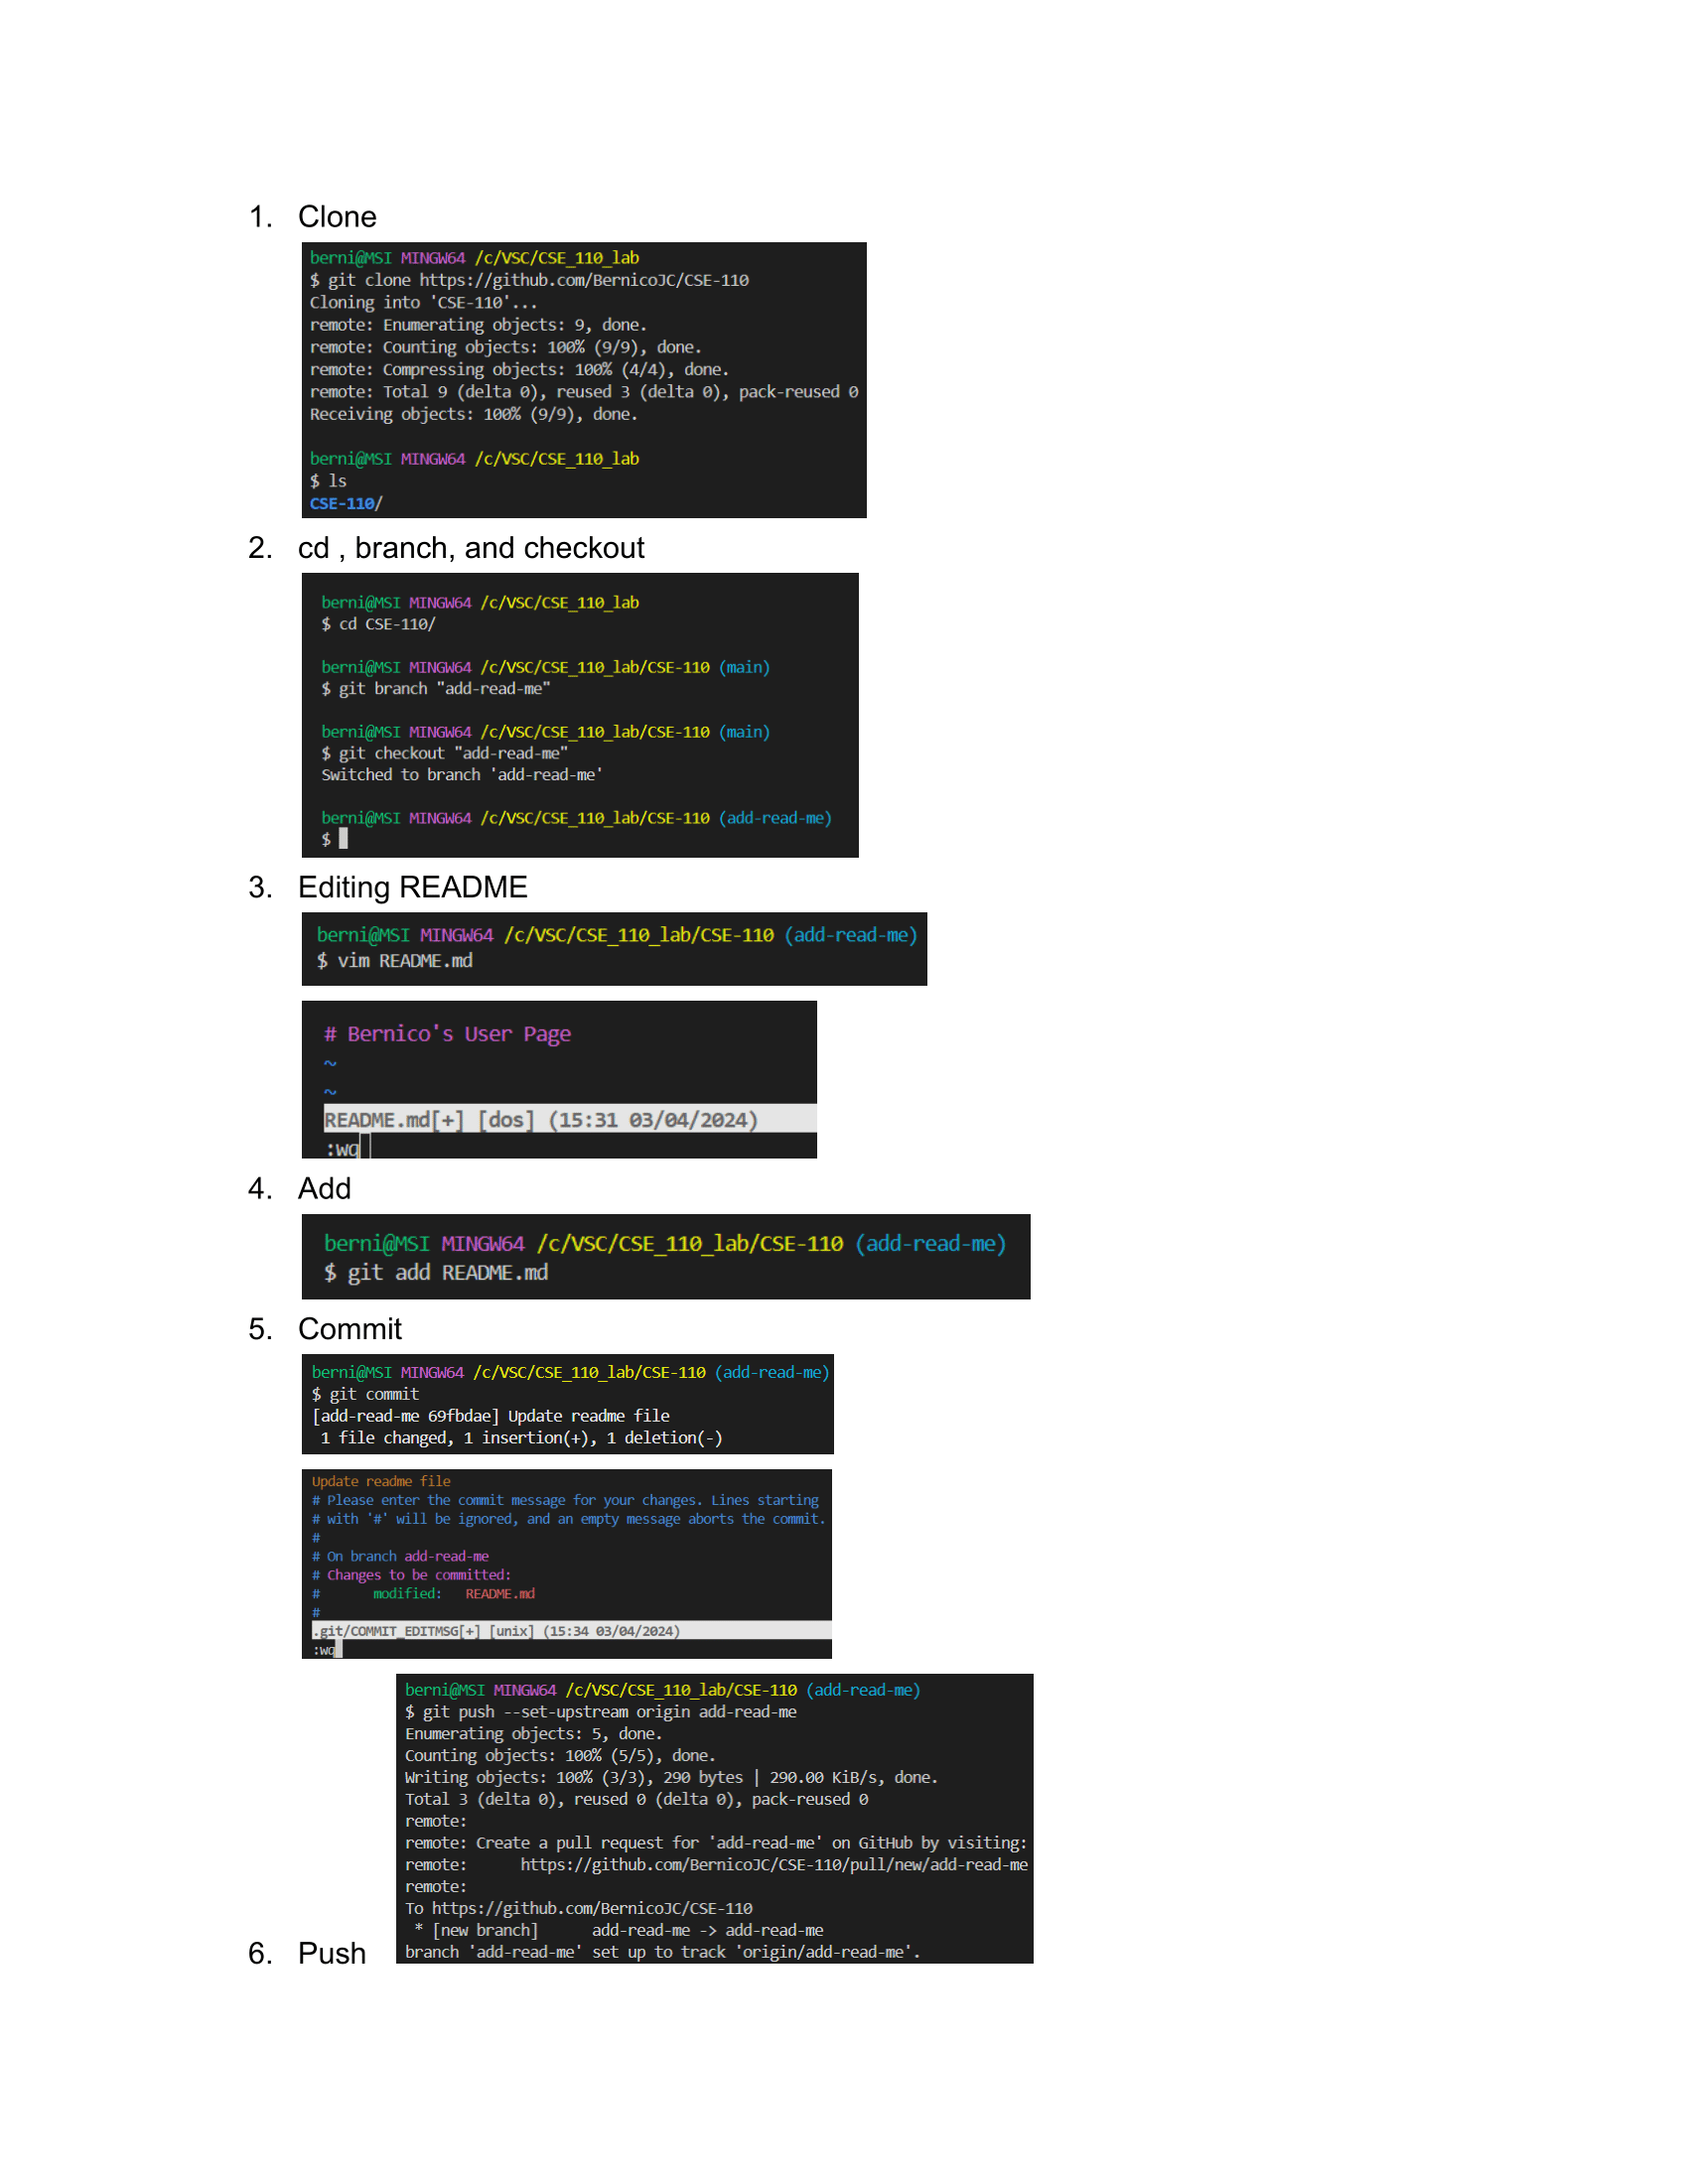 1. Clone
berni@MSI MINGW64 /c/VSC/CSE_110_lab
$ git clone https://github.com/BernicoJC/CSE-110
Cloning into 'CSE-110'...
remote: Enumerating objects: 9, done.
remote: Counting objects: 100% (9/9), done.
remote: Compressing objects: 100% (4/4), done.
remote: Total 9 (delta 0), reused 3 (delta 0), pack-reused 0
Receiving objects: 100% (9/9), done.
berni@MSI MINGW64 /c/VSC/CSE_110_lab
$ ls
CSE-110/
2. cd , branch, and checkout
berni@MSI MINGW64 /c/VSC/CSE_110_lab
$ cd CSE-110/
berni@MSI MINGW64 /c/VSC/CSE_110_lab/CSE-110 (main)
$ git branch "add-read-me"
berni@MSI MINGW64 /c/VSC/CSE_110_lab/CSE-110 (main)
$ git checkout "add-read-me"
Switched to branch 'add-read-me'
berni@MSI MINGW64 /c/VSC/CSE_110_lab/CSE-110 (add-read-me)
$
3. Editing README
berni@MSI MINGW64 /c/VSC/CSE_110_lab/CSE-110 (add-read-me)
$ vim README.md
# Bernico's User Page
~
~
README.md[+] [dos] (15:31 03/04/2024)
:wq
4. Add
berni@MSI MINGW64 /c/VSC/CSE_110_lab/CSE-110 (add-read-me)
$ git add README.md
5. Commit
berni@MSI MINGW64 /c/VSC/CSE_110_lab/CSE-110 (add-read-me)
$ git commit
[add-read-me 69fbdae] Update readme file
1 file changed, 1 insertion(+), 1 deletion(-)
Update readme file
# Please enter the commit message for your changes. Lines starting
# with '#' will be ignored, and an empty message aborts the commit.
#
# On branch add-read-me
# Changes to be committed:
# modified: README.md
#
.git/COMMIT_EDITMSG[+] [unix] (15:34 03/04/2024)
:wq
berni@MSI MINGW64 /c/VSC/CSE_110_lab/CSE-110 (add-read-me)
$ git push --set-upstream origin add-read-me
Enumerating objects: 5, done.
Counting objects: 100% (5/5), done.
Writing objects: 100% (3/3), 290 bytes | 290.00 KiB/s, done.
Total 3 (delta 0), reused 0 (delta 0), pack-reused 0
remote:
remote: Create a pull request for 'add-read-me' on GitHub by visiting:
remote: https://github.com/BernicoJC/CSE-110/pull/new/add-read-me
remote:
To https://github.com/BernicoJC/CSE-110
* [new branch] add-read-me -> add-read-me
branch 'add-read-me' set up to track 'origin/add-read-me'.
6. Push